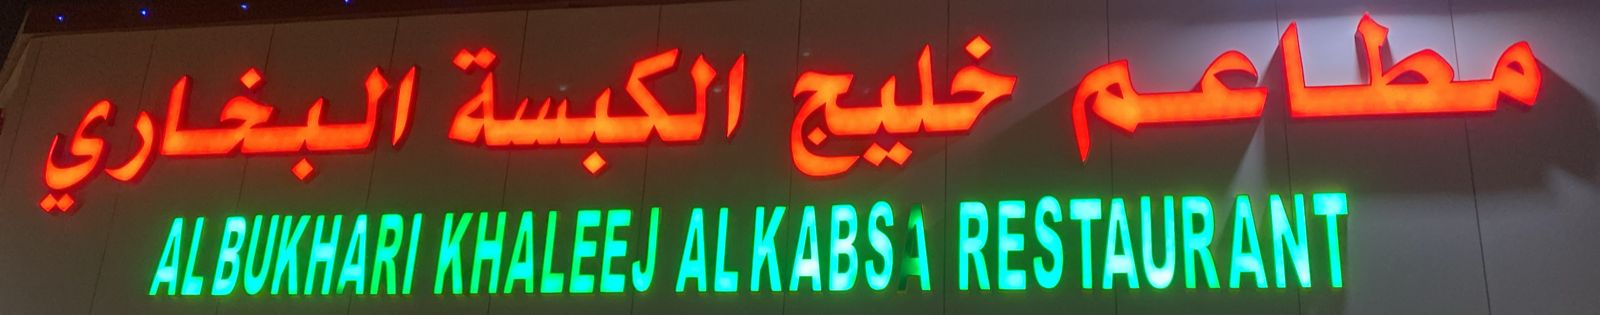 مطاعم خليج الكبسة البخاري
AL BUKHARI KHALEEJ AL KABSA RESTAURANT